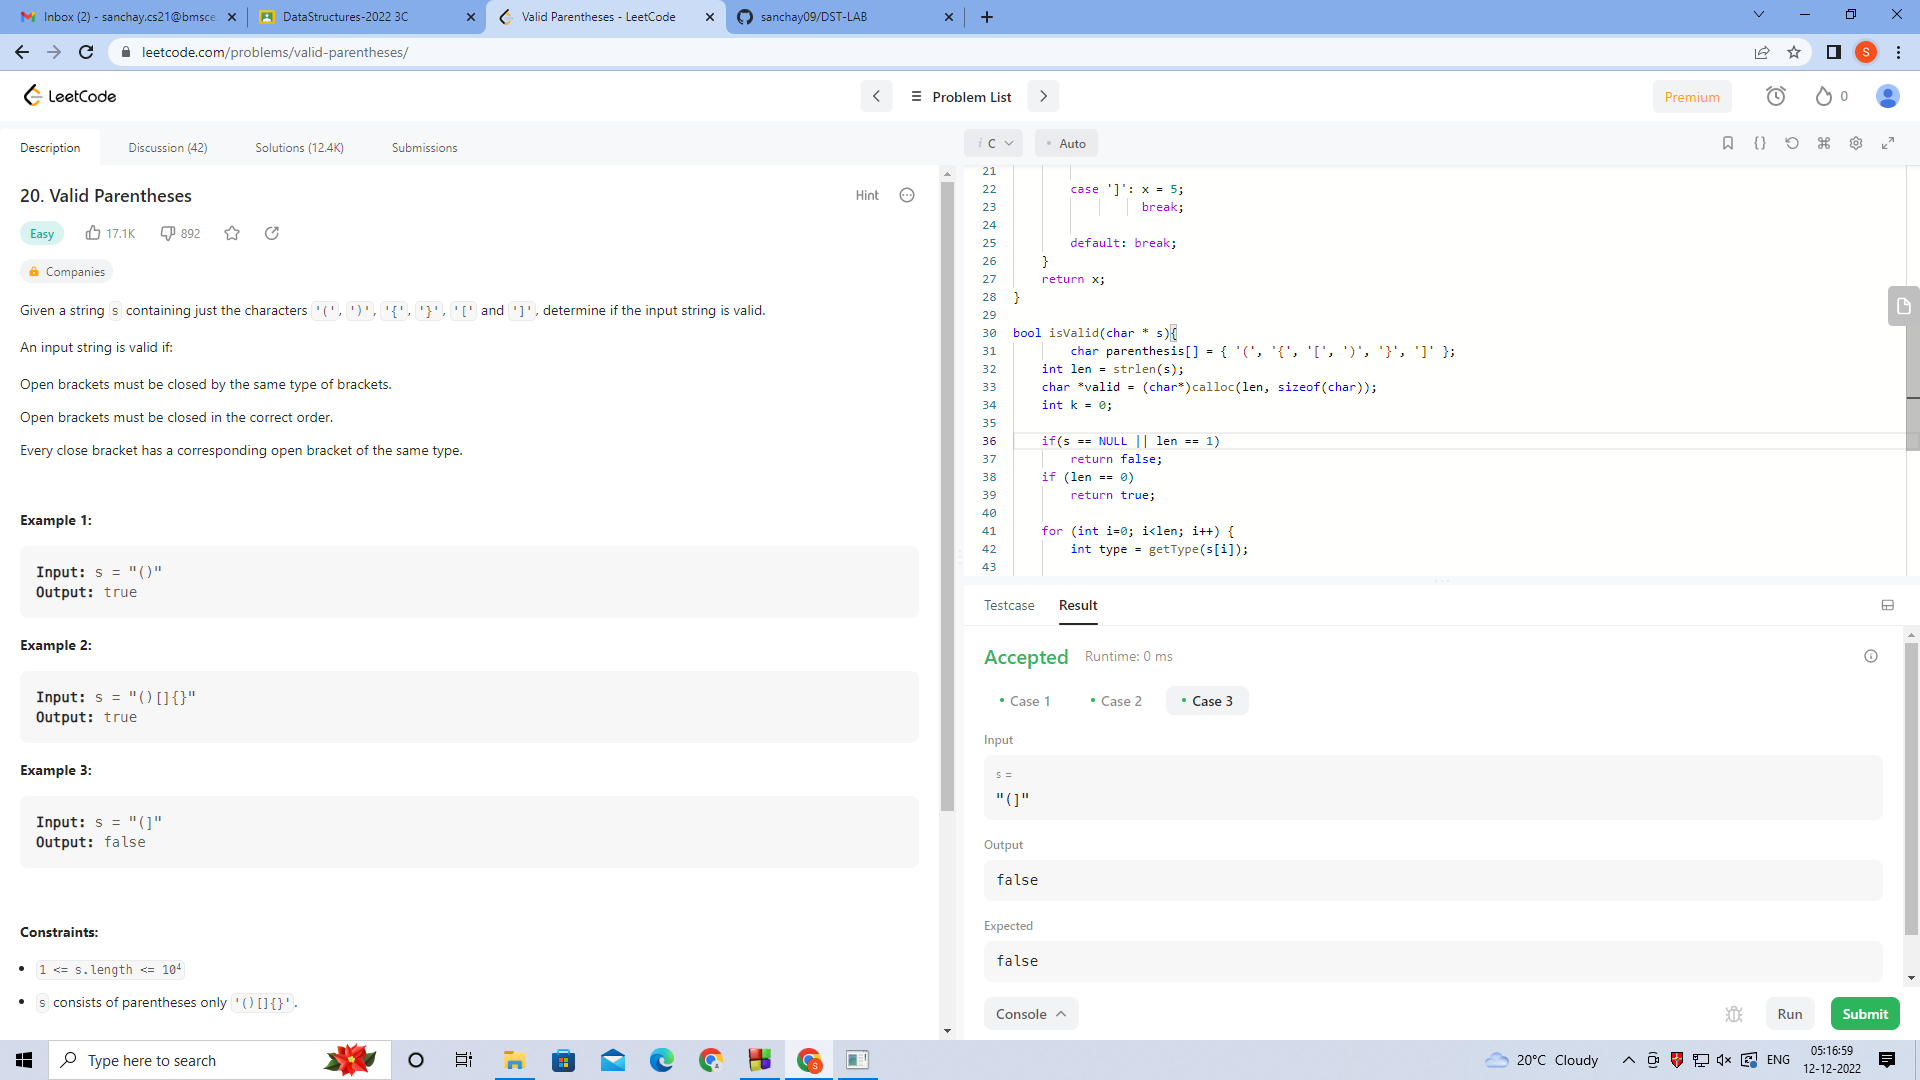 Inbox (2) - sanchay.cs21@bmsce.
DataStructures-2022 3C
Valid Parentheses - LeetCode
sanchay09/DST-LAB
leetcode.com/problems/valid-parentheses/
S
LeetCode
Problem List
Premium
0
Description
Discussion (42)
Solutions (12.4K)
Submissions
i C
Auto
20. Valid Parentheses
Hint
Easy
17.1K
892
Companies
Given a string s containing just the characters '(', ')', '{', '}', '[' and ']', determine if the input string is valid.
An input string is valid if:
Open brackets must be closed by the same type of brackets.
Open brackets must be closed in the correct order.
Every close bracket has a corresponding open bracket of the same type.
Example 1:
Input: s = "()"
Output: true
Example 2:
Input: s = "()[]{}"
Output: true
Example 3:
Input: s = "(]"
Output: false
Constraints:
1 <= s.length <= 10⁴
s consists of parentheses only '()[]{}'.
21
22 case ']': x = 5;
23 break;
24
25 default: break;
26 }
27 return x;
28 }
29
30 bool isValid(char * s){
31 char parenthesis[] = { '(', '{', '[', ')', '}', ']' };
32 int len = strlen(s);
33 char *valid = (char*)calloc(len, sizeof(char));
34 int k = 0;
35
36 if(s == NULL || len == 1)
37 return false;
38 if (len == 0)
39 return true;
40
41 for (int i=0; i<len; i++) {
42 int type = getType(s[i]);
43
Testcase
Result
Accepted
Runtime: 0 ms
Case 1
Case 2
Case 3
Input
s =
"(]"
Output
false
Expected
false
Console
Run
Submit
Type here to search
20°C Cloudy
ENG
05:16:59
12-12-2022